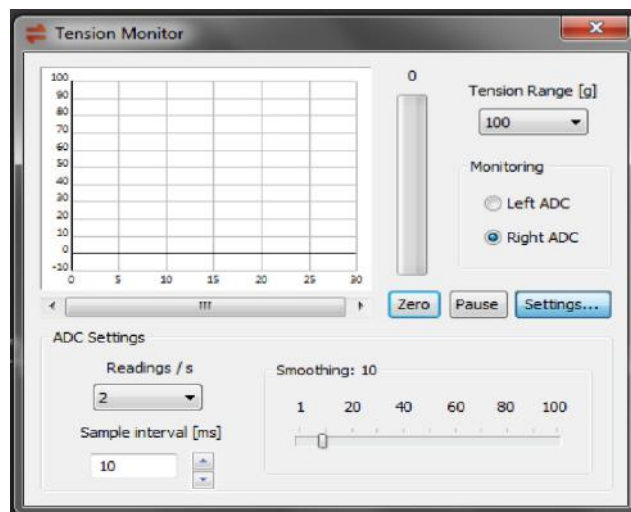 Tension Monitor
100
90
80
70
60
50
40
30
20
10
0
-10
0 5 10 15 20 25 30
0
Tension Range [g]
100
Monitoring
Left ADC
Right ADC
Zero Pause Settings...
ADC Settings
Readings / s
2
Sample interval [ms]
10
Smoothing: 10
1 20 40 60 80 100